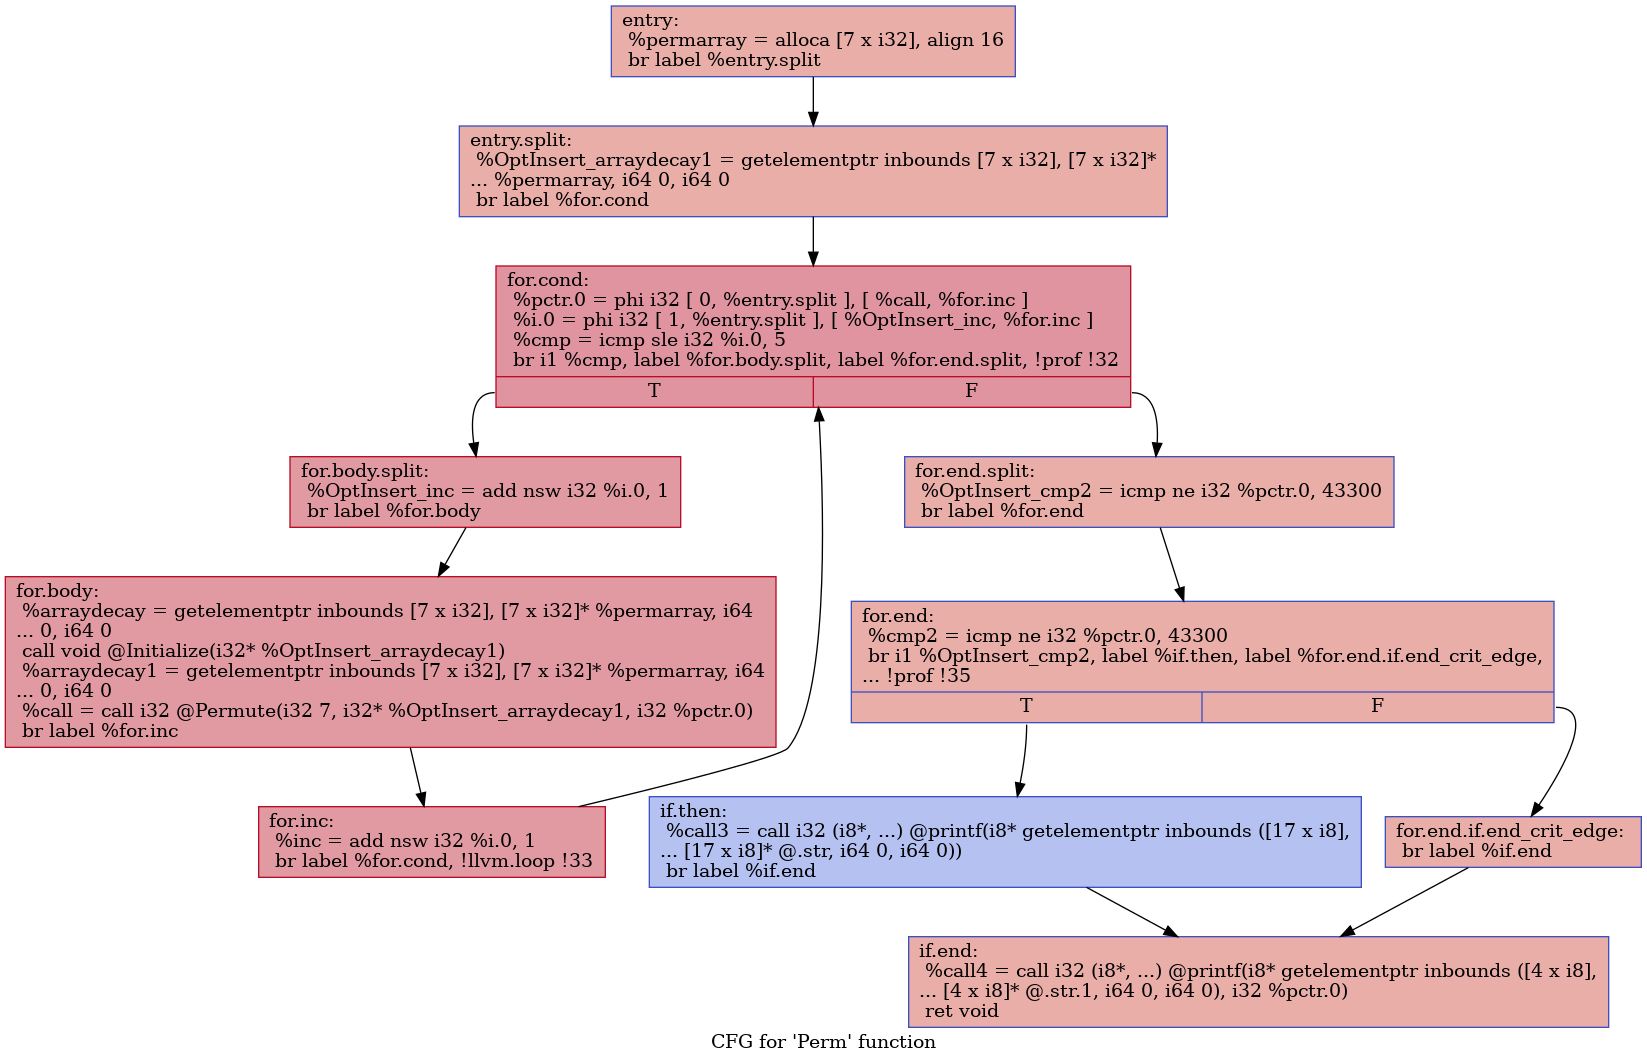 entry:
%permarray = alloca [7 x i32], align 16
br label %entry.split
entry.split:
%OptInsert_arraydecay1 = getelementptr inbounds [7 x i32], [7 x i32]*
... %permarray, i64 0, i64 0
br label %for.cond
for.cond:
%pctr.0 = phi i32 [ 0, %entry.split ], [ %call, %for.inc ]
%i.0 = phi i32 [ 1, %entry.split ], [ %OptInsert_inc, %for.inc ]
%cmp = icmp sle i32 %i.0, 5
br i1 %cmp, label %for.body.split, label %for.end.split, !prof !32
T
F
for.body.split:
%OptInsert_inc = add nsw i32 %i.0, 1
br label %for.body
for.end.split:
%OptInsert_cmp2 = icmp ne i32 %pctr.0, 43300
br label %for.end
for.body:
%arraydecay = getelementptr inbounds [7 x i32], [7 x i32]* %permarray, i64
... 0, i64 0
call void @Initialize(i32* %OptInsert_arraydecay1)
%arraydecay1 = getelementptr inbounds [7 x i32], [7 x i32]* %permarray, i64
... 0, i64 0
%call = call i32 @Permute(i32 7, i32* %OptInsert_arraydecay1, i32 %pctr.0)
br label %for.inc
for.end:
%cmp2 = icmp ne i32 %pctr.0, 43300
br i1 %OptInsert_cmp2, label %if.then, label %for.end.if.end_crit_edge,
... !prof !35
T
F
for.inc:
%inc = add nsw i32 %i.0, 1
br label %for.cond, !llvm.loop !33
if.then:
%call3 = call i32 (i8*, ...) @printf(i8* getelementptr inbounds ([17 x i8],
... [17 x i8]* @.str, i64 0, i64 0))
br label %if.end
for.end.if.end_crit_edge:
br label %if.end
if.end:
%call4 = call i32 (i8*, ...) @printf(i8* getelementptr inbounds ([4 x i8],
... [4 x i8]* @.str.1, i64 0, i64 0), i32 %pctr.0)
ret void
CFG for 'Perm' function